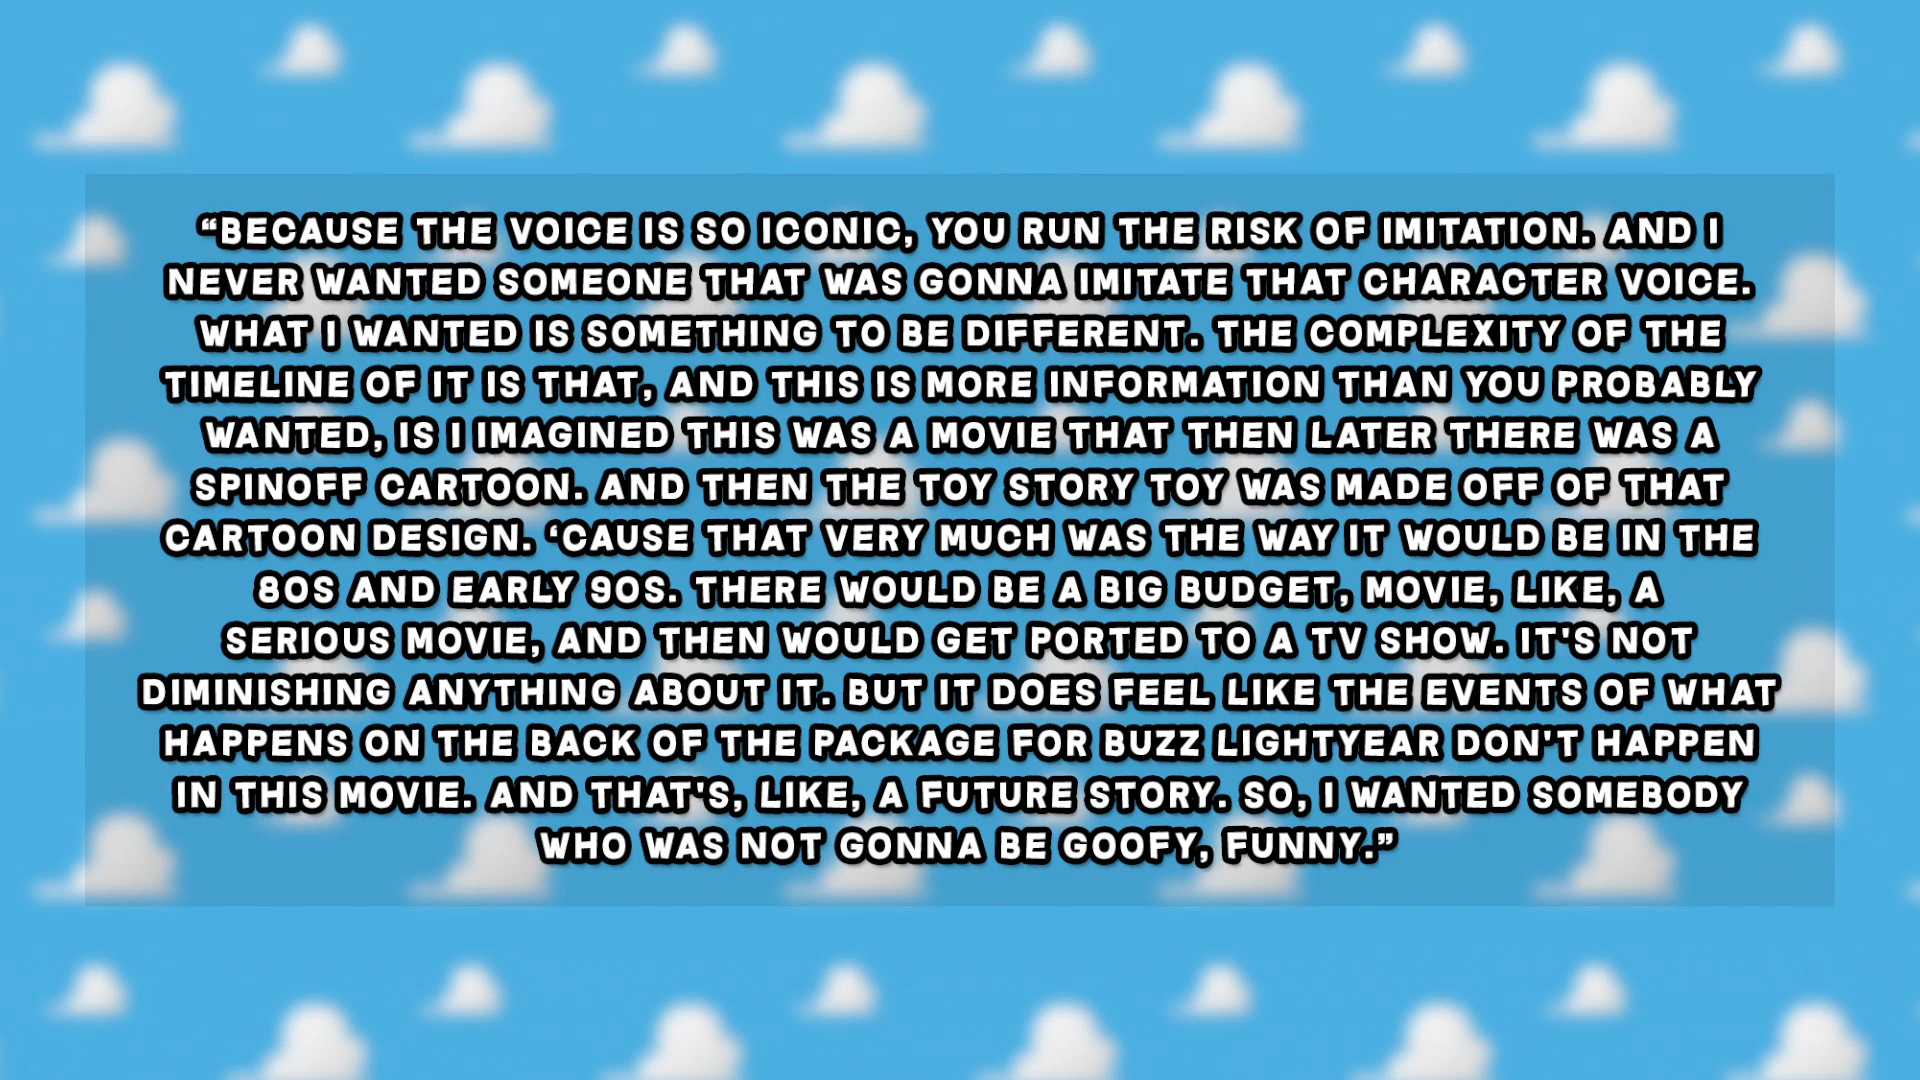 “BECAUSE THE VOICE IS SO ICONIC, YOU RUN THE RISK OF IMITATION. AND I
NEVER WANTED SOMEONE THAT WAS GONNA IMITATE THAT CHARACTER VOICE.
WHAT I WANTED IS SOMETHING TO BE DIFFERENT. THE COMPLEXITY OF THE
TIMELINE OF IT IS THAT, AND THIS IS MORE INFORMATION THAN YOU PROBABLY
WANTED, IS I IMAGINED THIS WAS A MOVIE THAT THEN LATER THERE WAS A
SPINOFF CARTOON. AND THEN THE TOY STORY TOY WAS MADE OFF OF THAT
CARTOON DESIGN. ‘CAUSE THAT VERY MUCH WAS THE WAY IT WOULD BE IN THE
80S AND EARLY 90S. THERE WOULD BE A BIG BUDGET, MOVIE, LIKE, A
SERIOUS MOVIE, AND THEN WOULD GET PORTED TO A TV SHOW. IT'S NOT
DIMINISHING ANYTHING ABOUT IT. BUT IT DOES FEEL LIKE THE EVENTS OF WHAT
HAPPENS ON THE BACK OF THE PACKAGE FOR BUZZ LIGHTYEAR DON'T HAPPEN
IN THIS MOVIE. AND THAT'S, LIKE, A FUTURE STORY. SO, I WANTED SOMEBODY
WHO WAS NOT GONNA BE GOOFY, FUNNY.”